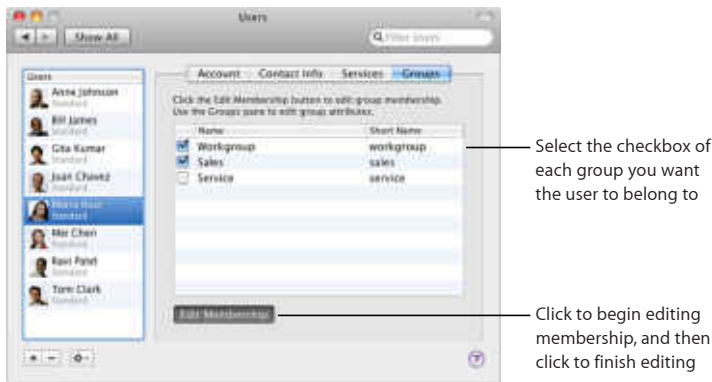 Users
Show All
Filter Users
Users
Account Contact Info Services Groups
Anne Johnson
Standard
Click the Edit Membership button to edit group membership.
Use the Groups pane to edit group attributes.
Bill James
Standard
Name Short Name
Gita Kumar
Standard
Workgroup workgroup
Sales sales
Service service
Juan Chavez
Standard
Maria
Standard
Mei Chen
Standard
Ravi Patel
Standard
Tom Clark
Standard
Edit Membership
Select the checkbox of
each group you want
the user to belong to
Click to begin editing
membership, and then
click to finish editing